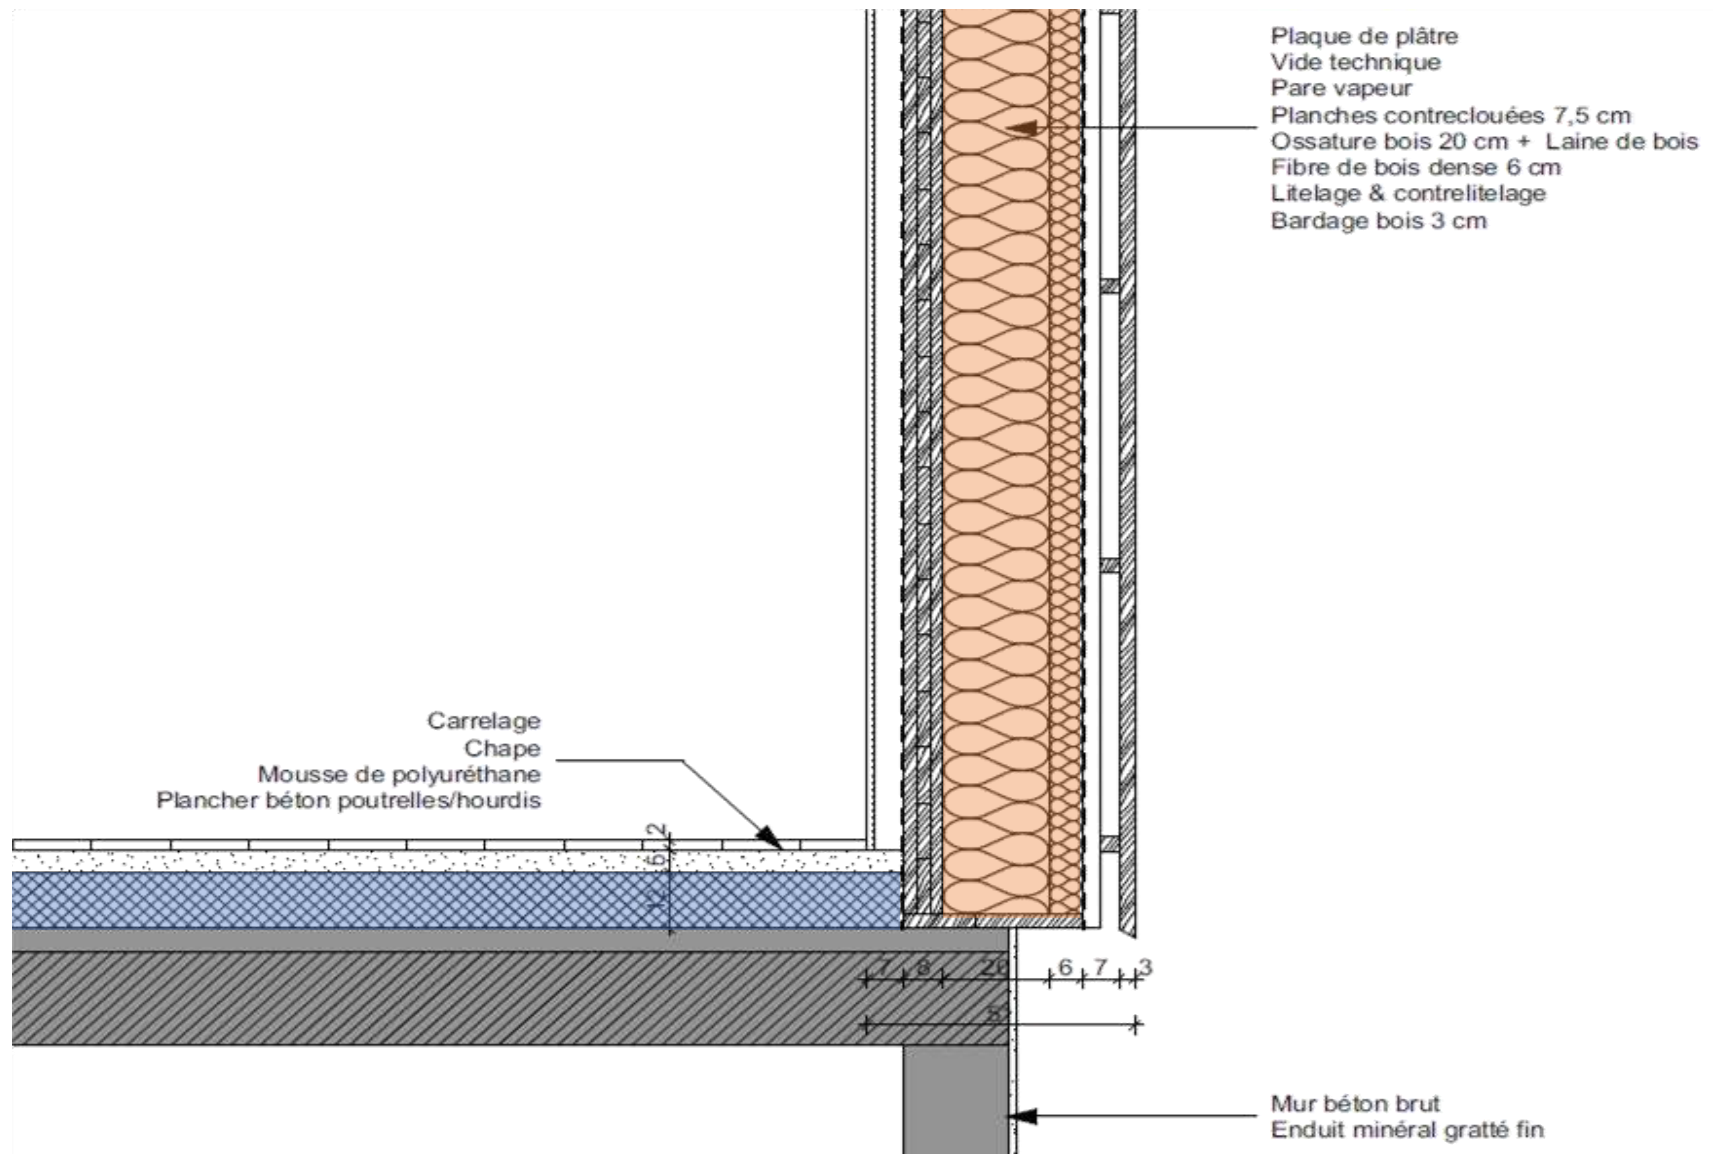 Plaque de plâtre
Vide technique
Pare vapeur
Planches contreclouées 7,5 cm
Ossature bois 20 cm + Laine de bois
Fibre de bois dense 6 cm
Litelage & contrelitelage
Bardage bois 3 cm
Carrelage
Chape
Mousse de polyuréthane
Plancher béton poutrelles/hourdis
2
12
7 8 20 6 7 3
Mur béton brut
Enduit minéral gratté fin